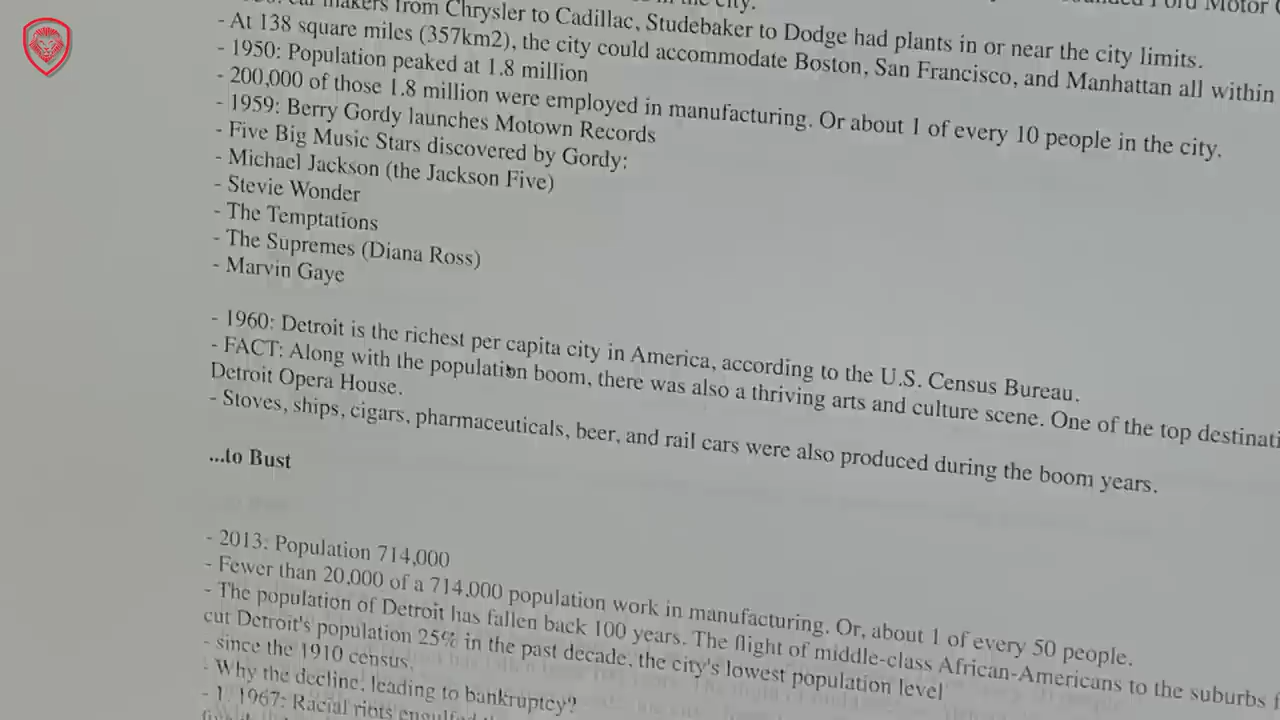 in the city.
makers from Chrysler to Cadillac, Studebaker to Dodge had plants in or near the city limits.
- At 138 square miles (357km2), the city could accommodate Boston, San Francisco, and Manhattan all within
- 1950: Population peaked at 1.8 million
- 200,000 of those 1.8 million were employed in manufacturing. Or about 1 of every 10 people in the city.
- 1959: Berry Gordy launches Motown Records
- Five Big Music Stars discovered by Gordy:
- Michael Jackson (the Jackson Five)
- Stevie Wonder
- The Temptations
- The Supremes (Diana Ross)
- Marvin Gaye
- 1960: Detroit is the richest per capita city in America, according to the U.S. Census Bureau.
- FACT: Along with the population boom, there was also a thriving arts and culture scene. One of the top destinati
Detroit Opera House.
- Stoves, ships, cigars, pharmaceuticals, beer, and rail cars were also produced during the boom years.
...to Bust
- 2013: Population 714,000
- Fewer than 20,000 of a 714,000 population work in manufacturing. Or, about 1 of every 50 people.
- The population of Detroit has fallen back 100 years. The flight of middle-class African-Americans to the suburbs
cut Detroit's population 25% in the past decade, the city's lowest population level
- since the 1910 census.
- Why the decline, leading to bankruptcy?
- 1. 1967: Racial riots engulfed